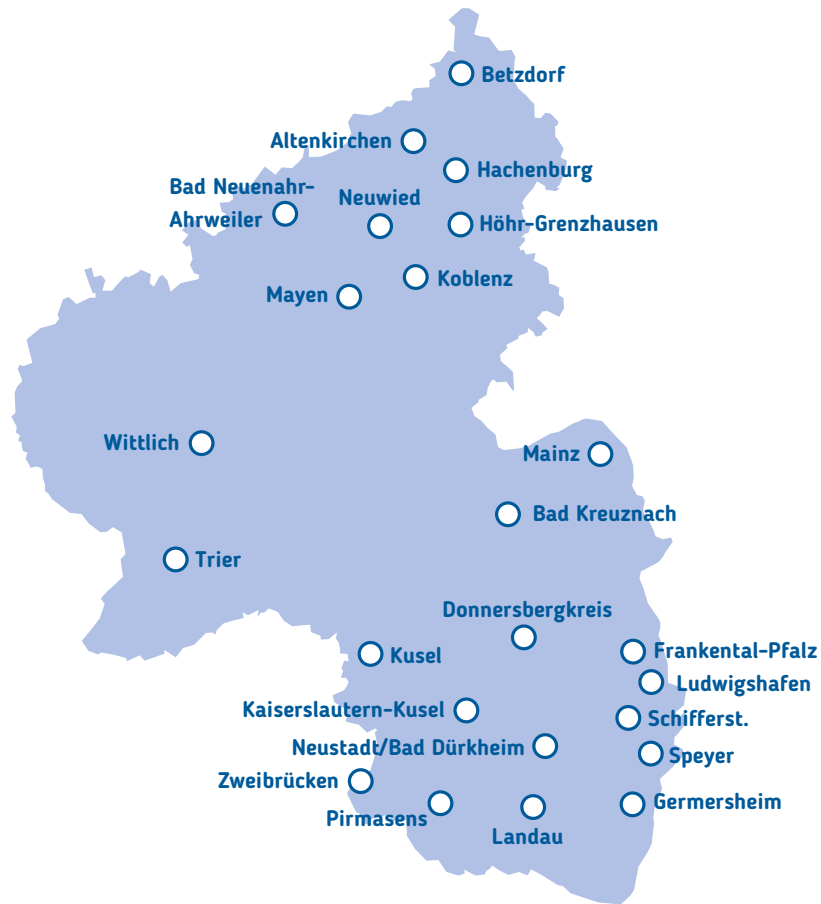 Betzdorf
Altenkirchen
Hachenburg
Bad Neuenahr-
Ahrweiler
Neuwied
Höhr-Grenzhausen
Koblenz
Mayen
Wittlich
Mainz
Bad Kreuznach
Trier
Donnersbergkreis
Kusel
Frankental-Pfalz
Ludwigshafen
Kaiserslautern-Kusel
Schifferst.
Neustadt/Bad Dürkheim
Speyer
Zweibrücken
Pirmasens
Landau
Germersheim